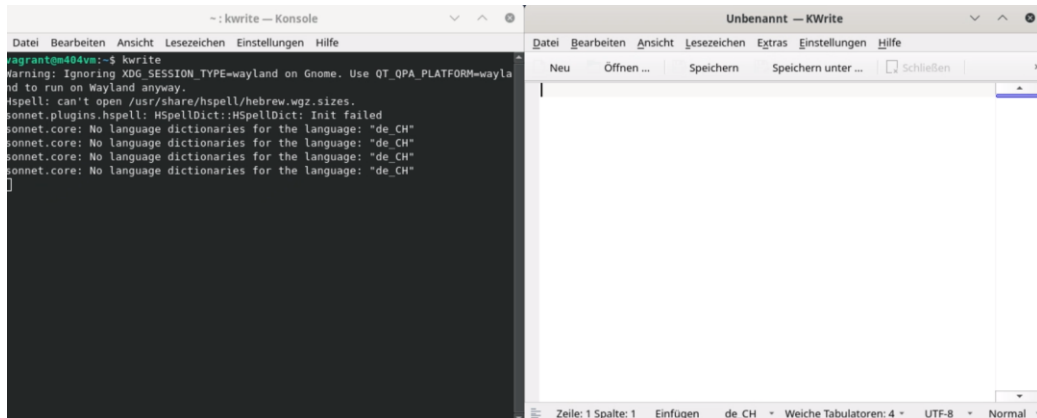 ~ : kwrite — Konsole
Datei Bearbeiten Ansicht Lesezeichen Einstellungen Hilfe
vagrant@m404vm:~$ kwrite
Warning: Ignoring XDG_SESSION_TYPE=wayland on Gnome. Use QT_QPA_PLATFORM=wayla
nd to run on Wayland anyway.
Hspell: can't open /usr/share/hspell/hebrew.wgz.sizes.
sonnet.plugins.hspell: HSpellDict::HSpellDict: Init failed
sonnet.core: No language dictionaries for the language: "de_CH"
sonnet.core: No language dictionaries for the language: "de_CH"
sonnet.core: No language dictionaries for the language: "de_CH"
sonnet.core: No language dictionaries for the language: "de_CH"
Unbenannt — KWrite
Datei Bearbeiten Ansicht Lesezeichen Extras Einstellungen Hilfe
Neu Öffnen ... Speichern Speichern unter ... Schließen
Zeile: 1 Spalte: 1 Einfügen de_CH Weiche Tabulatoren: 4 UTF-8 Normal